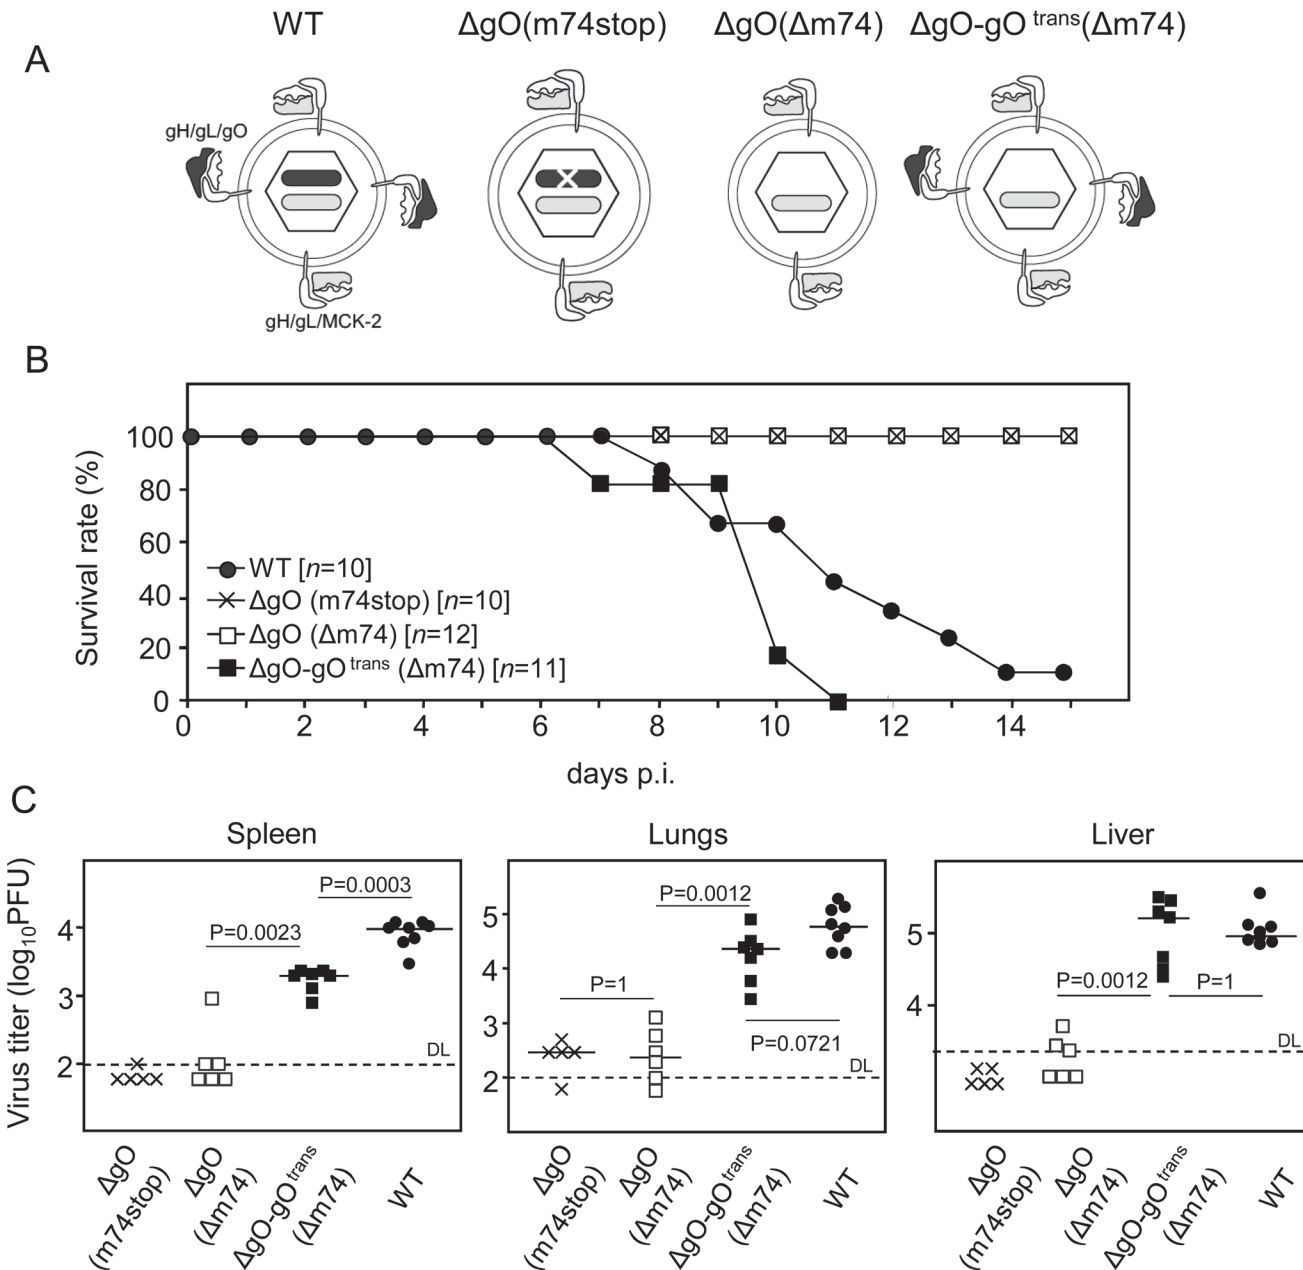 WT ΔgO(m74stop) ΔgO(Δm74) ΔgO-gO trans(Δm74)
A
gH/gL/gO
gH/gL/MCK-2
B
100
80
60
40
20
0
Survival rate (%)
WT [n=10]
ΔgO (m74stop) [n=10]
ΔgO (Δm74) [n=12]
ΔgO-gO trans (Δm74) [n=11]
0 2 4 6 8 10 12 14
days p.i.
C
Spleen Lungs Liver
Virus titer (log10PFU)
4
3
2
P=0.0003
P=0.0023
DL
5
4
3
2
P=0.0012
P=1
P=0.0721
DL
5
4
P=0.0012
P=1
DL
ΔgO
(m74stop)
ΔgO
(Δm74)
ΔgO-gO trans
(Δm74)
WT
ΔgO
(m74stop)
ΔgO
(Δm74)
ΔgO-gO trans
(Δm74)
WT
ΔgO
(m74stop)
ΔgO
(Δm74)
ΔgO-gO trans
(Δm74)
WT